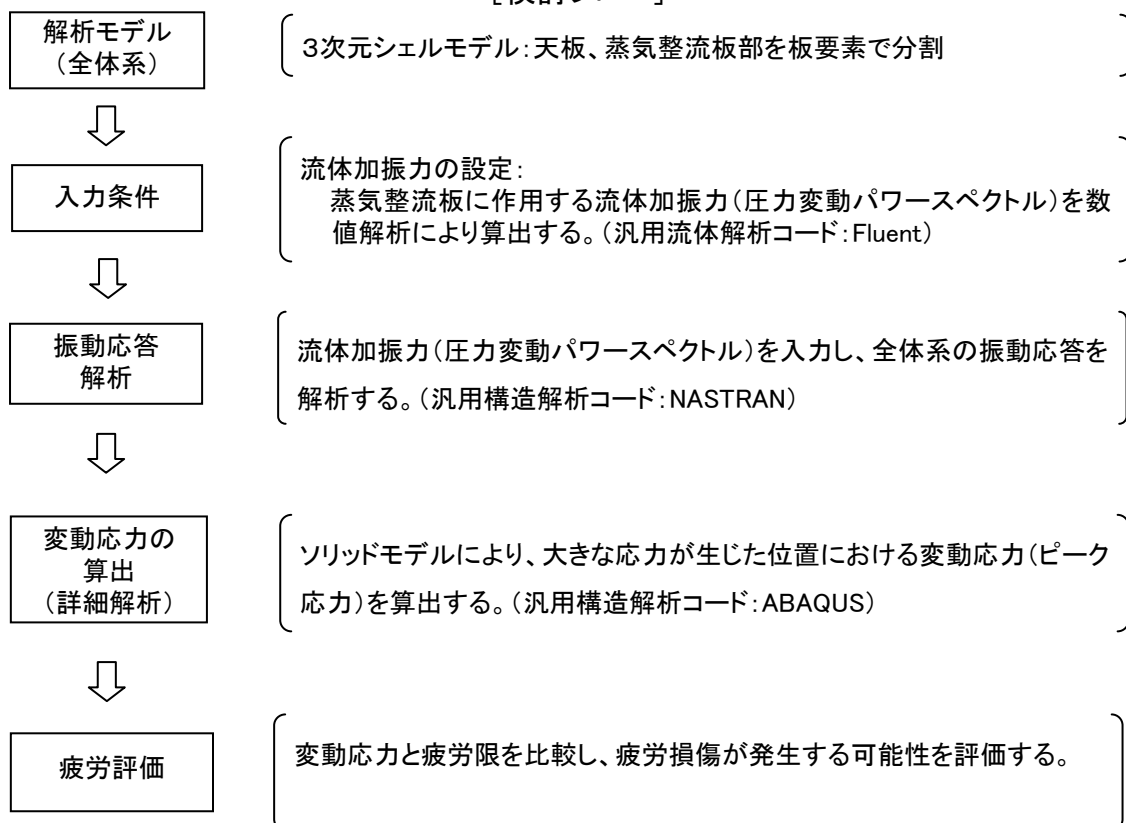 解析モデル
（全体系）
３次元シェルモデル：天板、蒸気整流板部を板要素で分割
入力条件
流体加振力の設定：
蒸気整流板に作用する流体加振力（圧力変動パワースペクトル）を数
値解析により算出する。（汎用流体解析コード：Fluent）
振動応答
解析
流体加振力（圧力変動パワースペクトル）を入力し、全体系の振動応答を
解析する。（汎用構造解析コード：NASTRAN）
変動応力の
算出
（詳細解析）
ソリッドモデルにより、大きな応力が生じた位置における変動応力（ピーク
応力）を算出する。（汎用構造解析コード：ABAQUS）
疲労評価
変動応力と疲労限を比較し、疲労損傷が発生する可能性を評価する。